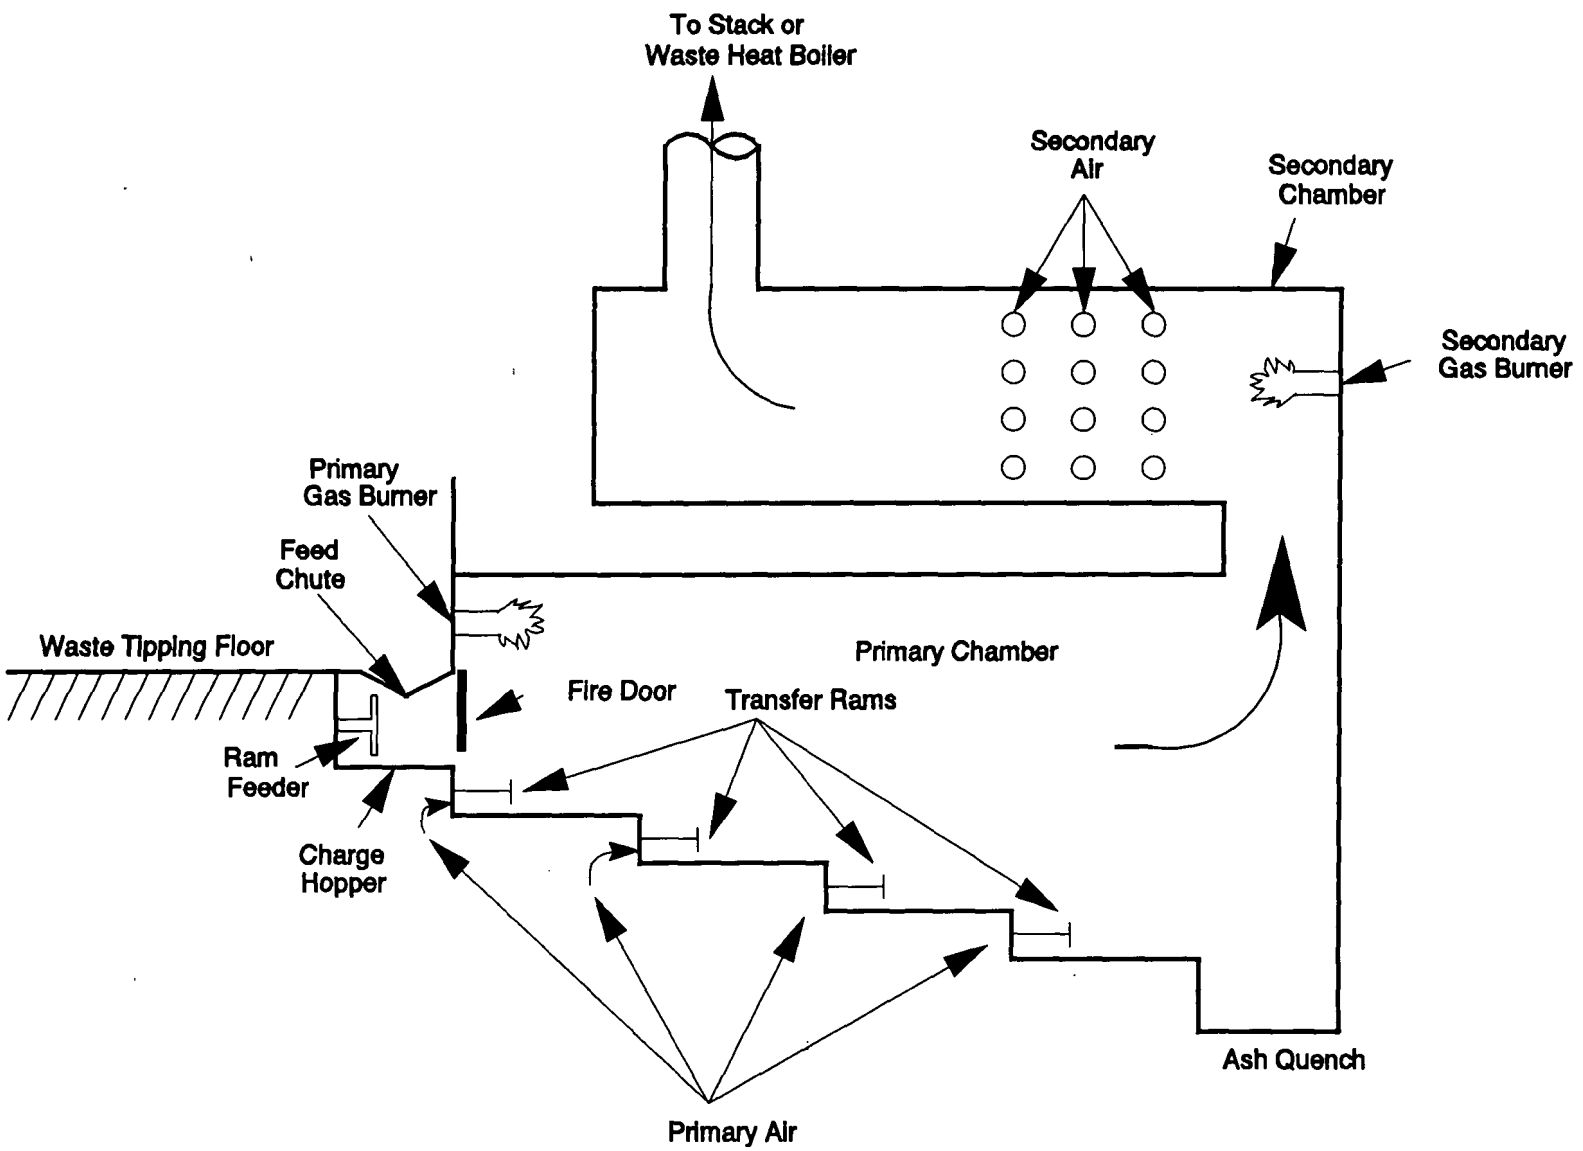 To Stack or
Waste Heat Boiler
Secondary
Air
Secondary
Chamber
Secondary
Gas Burner
Primary
Gas Burner
Feed
Chute
Waste Tipping Floor
Primary Chamber
Fire Door
Transfer Rams
Ram
Feeder
Charge
Hopper
Ash Quench
Primary Air